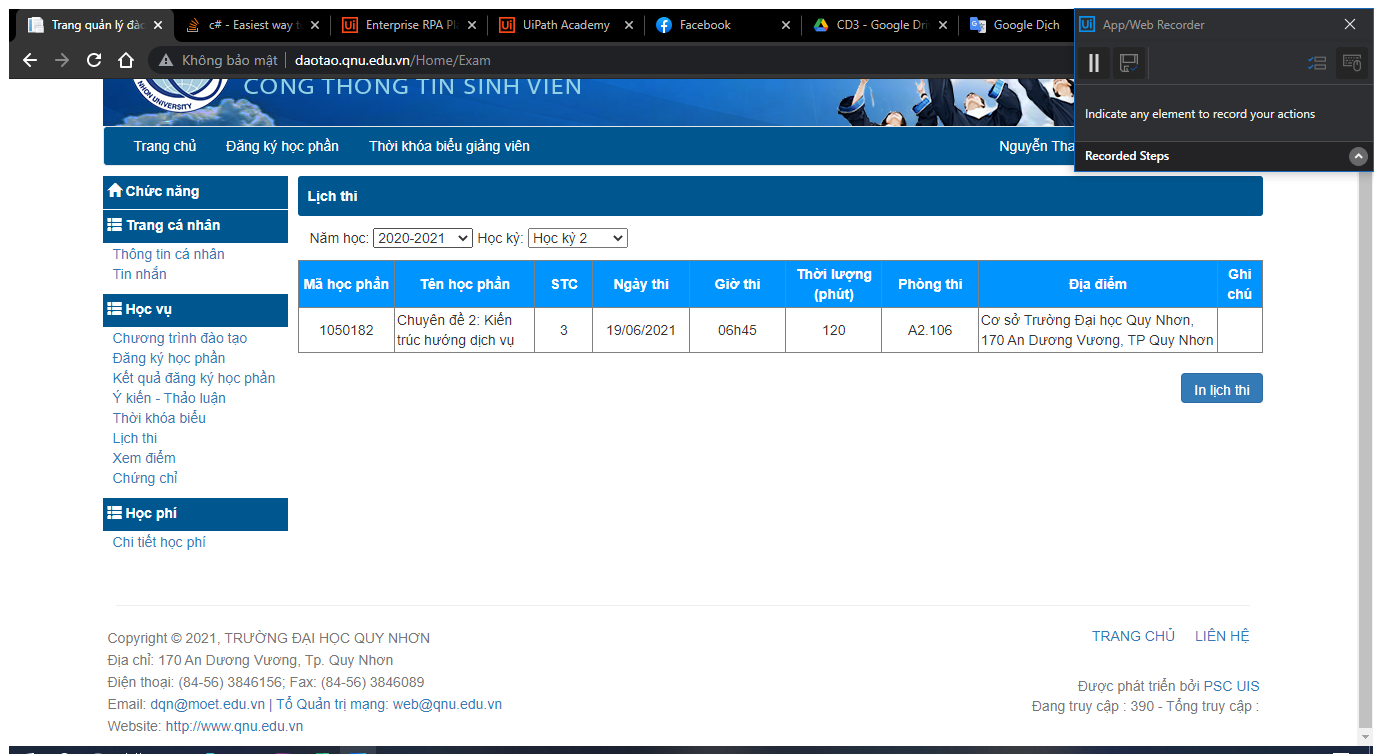 Trang quản lý đào
c# - Easiest way t
Enterprise RPA Pl
UiPath Academy
Facebook
CD3 - Google Dri
Google Dịch
App/Web Recorder
Không bảo mật
daotao.qnu.edu.vn/Home/Exam
Indicate any element to record your actions
Recorded Steps
NHON UNIVERSITY
CỔNG THÔNG TIN SINH VIÊN
Trang chủ
Đăng ký học phần
Thời khóa biểu giảng viên
Nguyễn Tha
Chức năng
Trang cá nhân
Thông tin cá nhân
Tin nhắn
Học vụ
Chương trình đào tạo
Đăng ký học phần
Kết quả đăng ký học phần
Ý kiến - Thảo luận
Thời khóa biểu
Lịch thi
Xem điểm
Chứng chỉ
Học phí
Chi tiết học phí
Lịch thi
Năm học: 2020-2021 Học kỳ: Học kỳ 2
Mã học phần
Tên học phần
STC
Ngày thi
Giờ thi
Thời lượng
(phút)
Phòng thi
Địa điểm
Ghi
chú
1050182
Chuyên đề 2: Kiến
trúc hướng dịch vụ
3
19/06/2021
06h45
120
A2.106
Cơ sở Trường Đại học Quy Nhơn,
170 An Dương Vương, TP Quy Nhơn
In lịch thi
Copyright © 2021, TRƯỜNG ĐẠI HỌC QUY NHƠN
Địa chỉ: 170 An Dương Vương, Tp. Quy Nhơn
Điện thoại: (84-56) 3846156; Fax: (84-56) 3846089
Email: dqn@moet.edu.vn | Tổ Quản trị mạng: web@qnu.edu.vn
Website: http://www.qnu.edu.vn
TRANG CHỦ
LIÊN HỆ
Được phát triển bởi PSC UIS
Đang truy cập : 390 - Tổng truy cập :